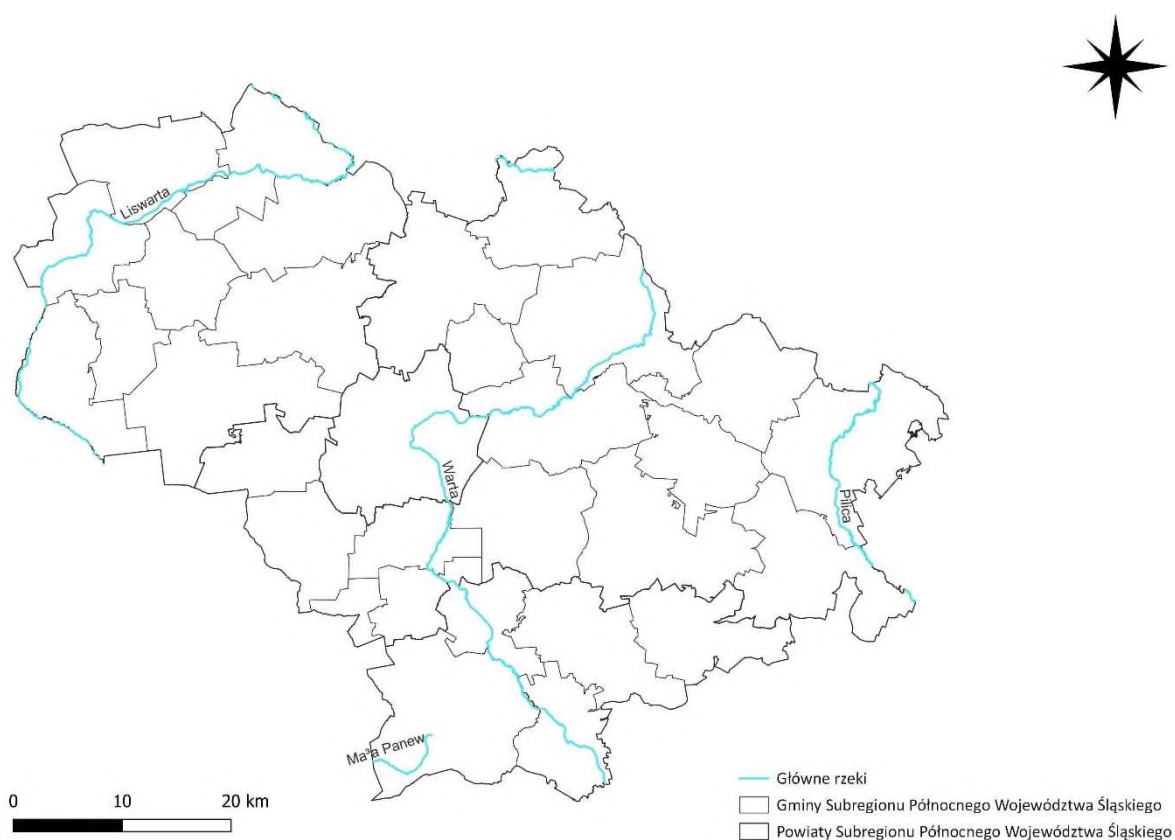 Liswarta
Warta
Pilica
Ma³a Panew
0 10 20 km
Główne rzeki
Gminy Subregionu Północnego Województwa Śląskiego
Powiaty Subregionu Północnego Województwa Śląskiego